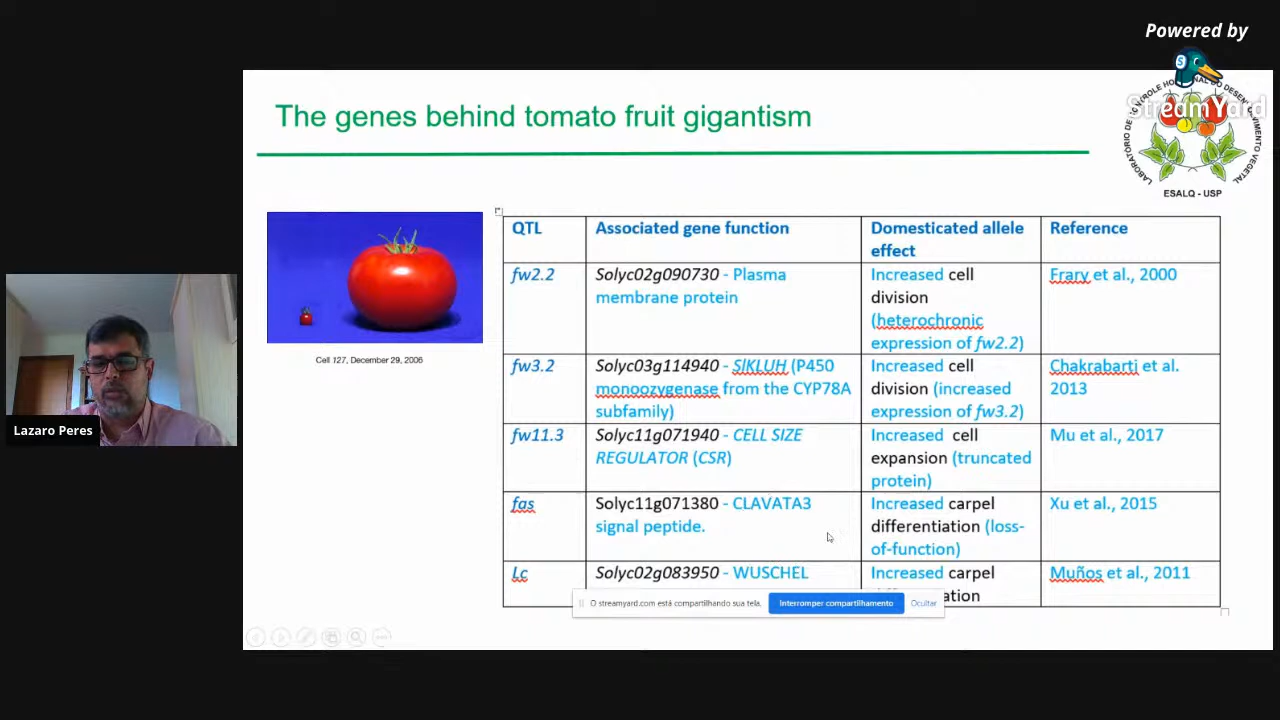 Powered by
StreamYard
The genes behind tomato fruit gigantism
ESALQ - USP
Cell 127, December 29, 2006
Lazaro Peres
QTL Associated gene function Domesticated allele effect Reference
fw2.2 Solyc02g090730 - Plasma membrane protein Increased cell division (heterochronic expression of fw2.2) Frary et al., 2000
fw3.2 Solyc03g114940 - SlKLUH (P450 monoozygenase from the CYP78A subfamily) Increased cell division (increased expression of fw3.2) Chakrabarti et al. 2013
fw11.3 Solyc11g071940 - CELL SIZE REGULATOR (CSR) Increased cell expansion (truncated protein) Mu et al., 2017
fas Solyc11g071380 - CLAVATA3 signal peptide. Increased carpel differentiation (loss-of-function) Xu et al., 2015
Lc Solyc02g083950 - WUSCHEL Increased carpel Muños et al., 2011
O streamyard.com está compartilhando sua tela. Interromper compartilhamento Ocultar